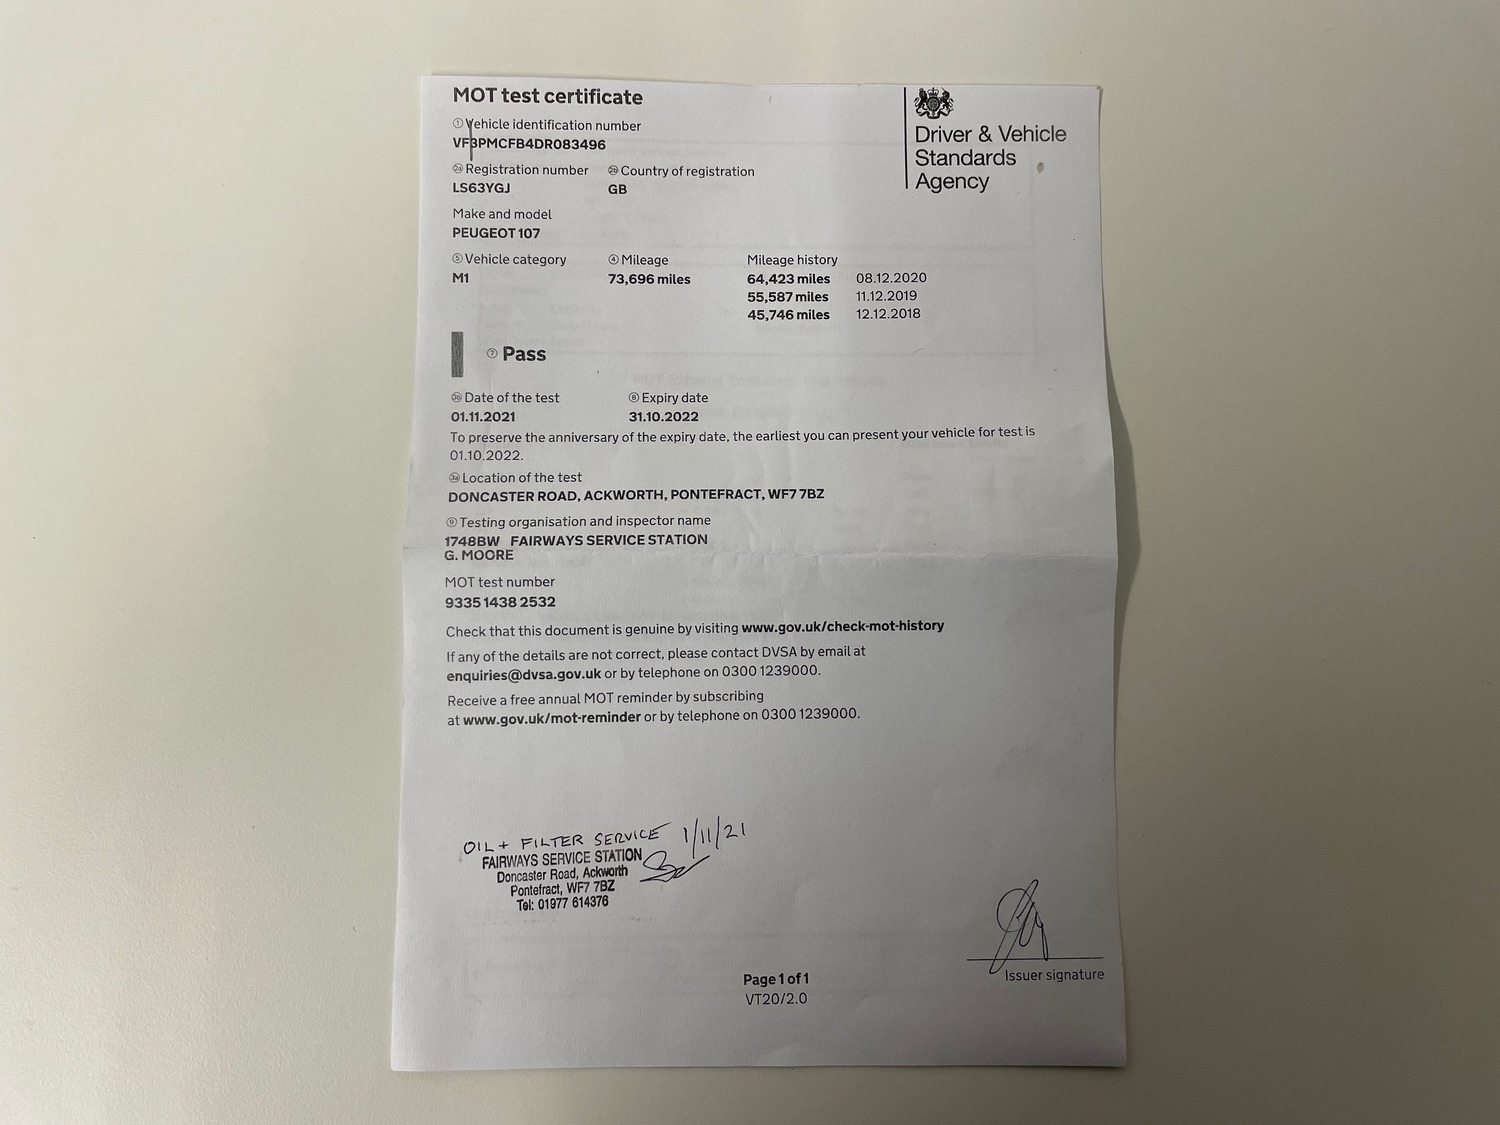 MOT test certificate
Driver & Vehicle
Standards
Agency
① Vehicle identification number
VF3PMCFB4DR083496
2a Registration number 2b Country of registration
LS63YGJ GB
Make and model
PEUGEOT 107
⑤ Vehicle category ④ Mileage Mileage history
M1 73,696 miles 64,423 miles 08.12.2020
55,587 miles 11.12.2019
45,746 miles 12.12.2018
⑦ Pass
3b Date of the test ⑧ Expiry date
01.11.2021 31.10.2022
To preserve the anniversary of the expiry date, the earliest you can present your vehicle for test is
01.10.2022.
3a Location of the test
DONCASTER ROAD, ACKWORTH, PONTEFRACT, WF7 7BZ
⑨ Testing organisation and inspector name
1748BW FAIRWAYS SERVICE STATION
G. MOORE
MOT test number
9335 1438 2532
Check that this document is genuine by visiting www.gov.uk/check-mot-history
If any of the details are not correct, please contact DVSA by email at
enquiries@dvsa.gov.uk or by telephone on 0300 1239000.
Receive a free annual MOT reminder by subscribing
at www.gov.uk/mot-reminder or by telephone on 0300 1239000.
OIL + FILTER SERVICE 1/11/21
FAIRWAYS SERVICE STATION
Doncaster Road, Ackworth
Pontefract, WF7 7BZ
Tel: 01977 614376
Issuer signature
Page 1 of 1
VT20/2.0